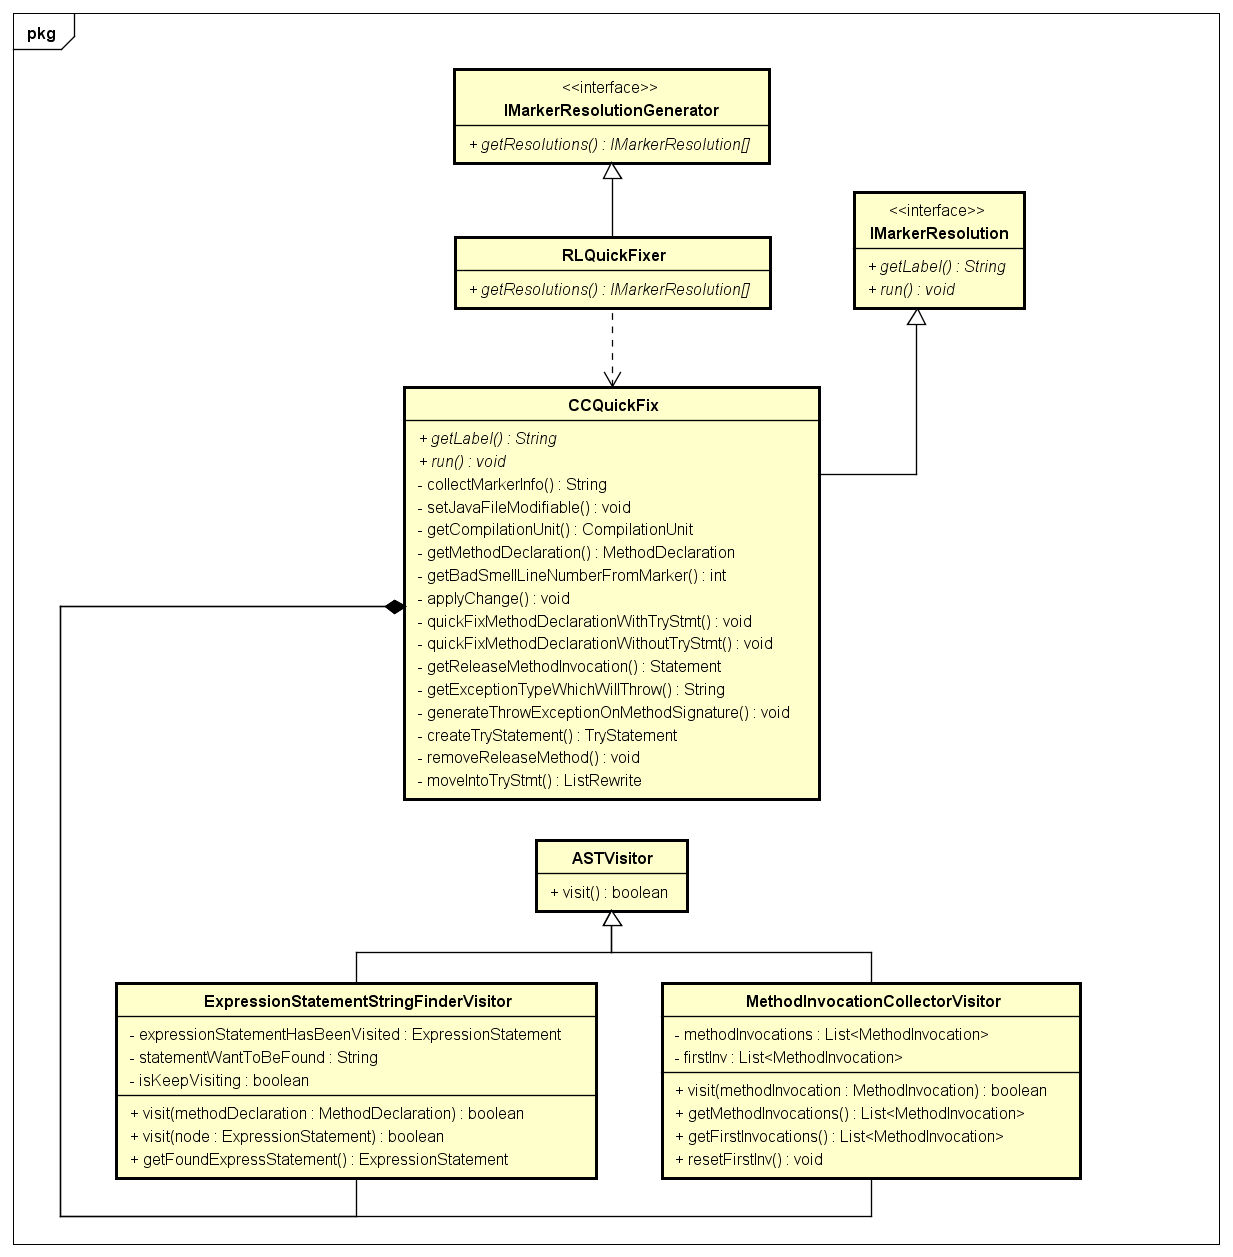 pkg
<<interface>>
IMarkerResolutionGenerator
+ getResolutions() : IMarkerResolution[]
<<interface>>
IMarkerResolution
+ getLabel() : String
+ run() : void
RLQuickFixer
+ getResolutions() : IMarkerResolution[]
CCQuickFix
+ getLabel() : String
+ run() : void
- collectMarkerInfo() : String
- setJavaFileModifiable() : void
- getCompilationUnit() : CompilationUnit
- getMethodDeclaration() : MethodDeclaration
- getBadSmellLineNumberFromMarker() : int
- applyChange() : void
- quickFixMethodDeclarationWithTryStmt() : void
- quickFixMethodDeclarationWithoutTryStmt() : void
- getReleaseMethodInvocation() : Statement
- getExceptionTypeWhichWillThrow() : String
- generateThrowExceptionOnMethodSignature() : void
- createTryStatement() : TryStatement
- removeReleaseMethod() : void
- moveIntoTryStmt() : ListRewrite
ASTVisitor
+ visit() : boolean
ExpressionStatementStringFinderVisitor
- expressionStatementHasBeenVisited : ExpressionStatement
- statementWantToBeFound : String
- isKeepVisiting : boolean
+ visit(methodDeclaration : MethodDeclaration) : boolean
+ visit(node : ExpressionStatement) : boolean
+ getFoundExpressStatement() : ExpressionStatement
MethodInvocationCollectorVisitor
- methodInvocations : List<MethodInvocation>
- firstInv : List<MethodInvocation>
+ visit(methodInvocation : MethodInvocation) : boolean
+ getMethodInvocations() : List<MethodInvocation>
+ getFirstInvocations() : List<MethodInvocation>
+ resetFirstInv() : void